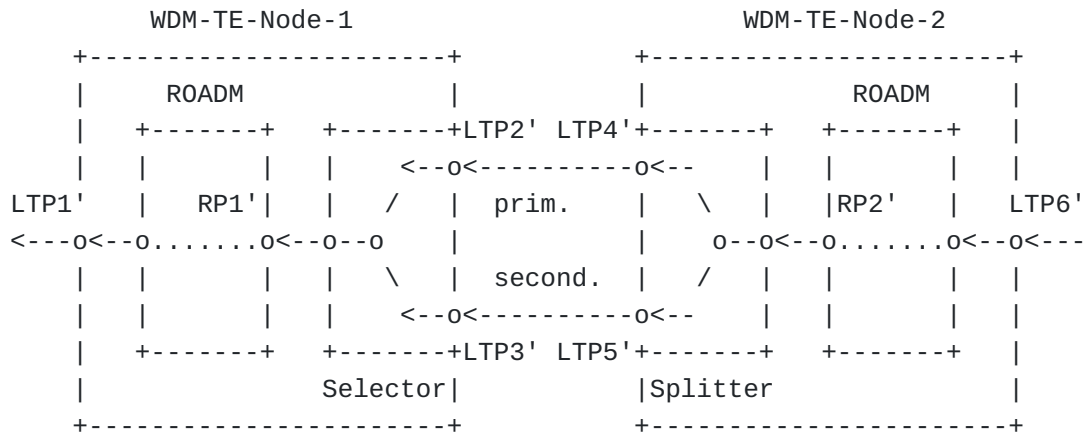 WDM-TE-Node-1 WDM-TE-Node-2
ROADM ROADM
LTP2' LTP4'
LTP1' RP1' prim. RP2' LTP6'
second.
LTP3' LTP5'
Selector Splitter